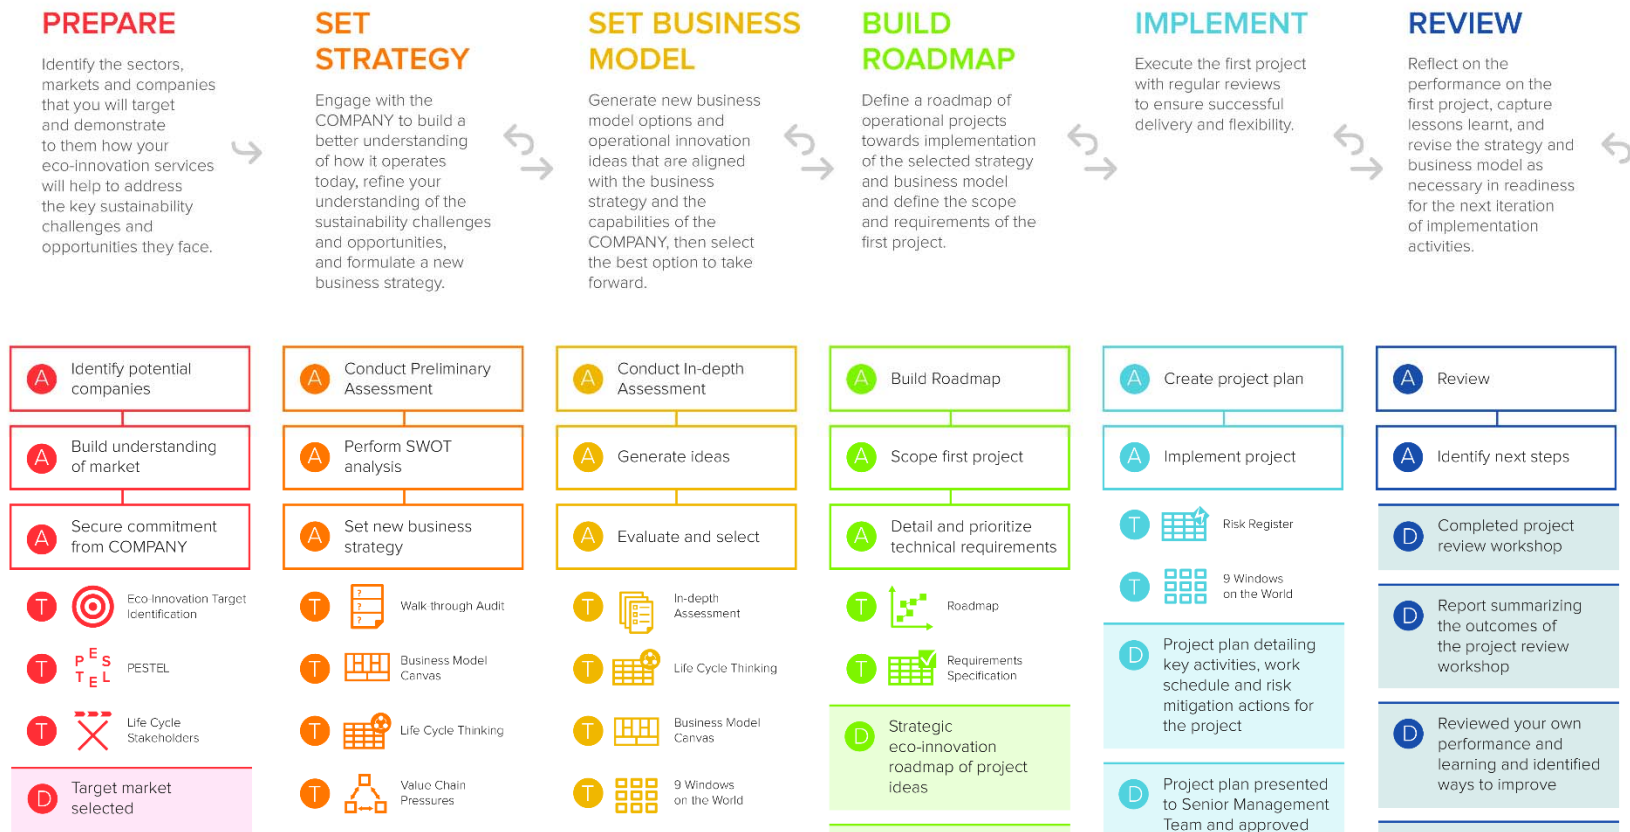 PREPARE
Identify the sectors,
markets and companies
that you will target
and demonstrate
to them how your
eco-innovation services
will help to address
the key sustainability
challenges and
opportunities they face.
SET
STRATEGY
Engage with the
COMPANY to build a
better understanding
of how it operates
today, refine your
understanding of the
sustainability challenges
and opportunities,
and formulate a new
business strategy.
SET BUSINESS
MODEL
Generate new business
model options and
operational innovation
ideas that are aligned
with the business
strategy and the
capabilities of the
COMPANY, then select
the best option to take
forward.
BUILD
ROADMAP
Define a roadmap of
operational projects
towards implementation
of the selected strategy
and business model
and define the scope
and requirements of the
first project.
IMPLEMENT
Execute the first project
with regular reviews
to ensure successful
delivery and flexibility.
REVIEW
Reflect on the
performance on the
first project, capture
lessons learnt, and
revise the strategy and
business model as
necessary in readiness
for the next iteration
of implementation
activities.
A Identify potential
companies
A Build understanding
of market
A Secure commitment
from COMPANY
T Eco-Innovation Target
Identification
T PESTEL PESTEL
T Life Cycle
Stakeholders
D Target market
selected
A Conduct Preliminary
Assessment
A Perform SWOT
analysis
A Set new business
strategy
T ? ? ? Walk through Audit
T Business Model
Canvas
T Life Cycle Thinking
T Value Chain
Pressures
A Conduct In-depth
Assessment
A Generate ideas
A Evaluate and select
T In-depth
Assessment
T Life Cycle Thinking
T Business Model
Canvas
T 9 Windows
on the World
A Build Roadmap
A Scope first project
A Detail and prioritize
technical requirements
T Roadmap
T Requirements
Specification
D Strategic
eco-innovation
roadmap of project
ideas
A Create project plan
A Implement project
T Risk Register
T 9 Windows
on the World
D Project plan detailing
key activities, work
schedule and risk
mitigation actions for
the project
D Project plan presented
to Senior Management
Team and approved
A Review
A Identify next steps
D Completed project
review workshop
D Report summarizing
the outcomes of
the project review
workshop
D Reviewed your own
performance and
learning and identified
ways to improve